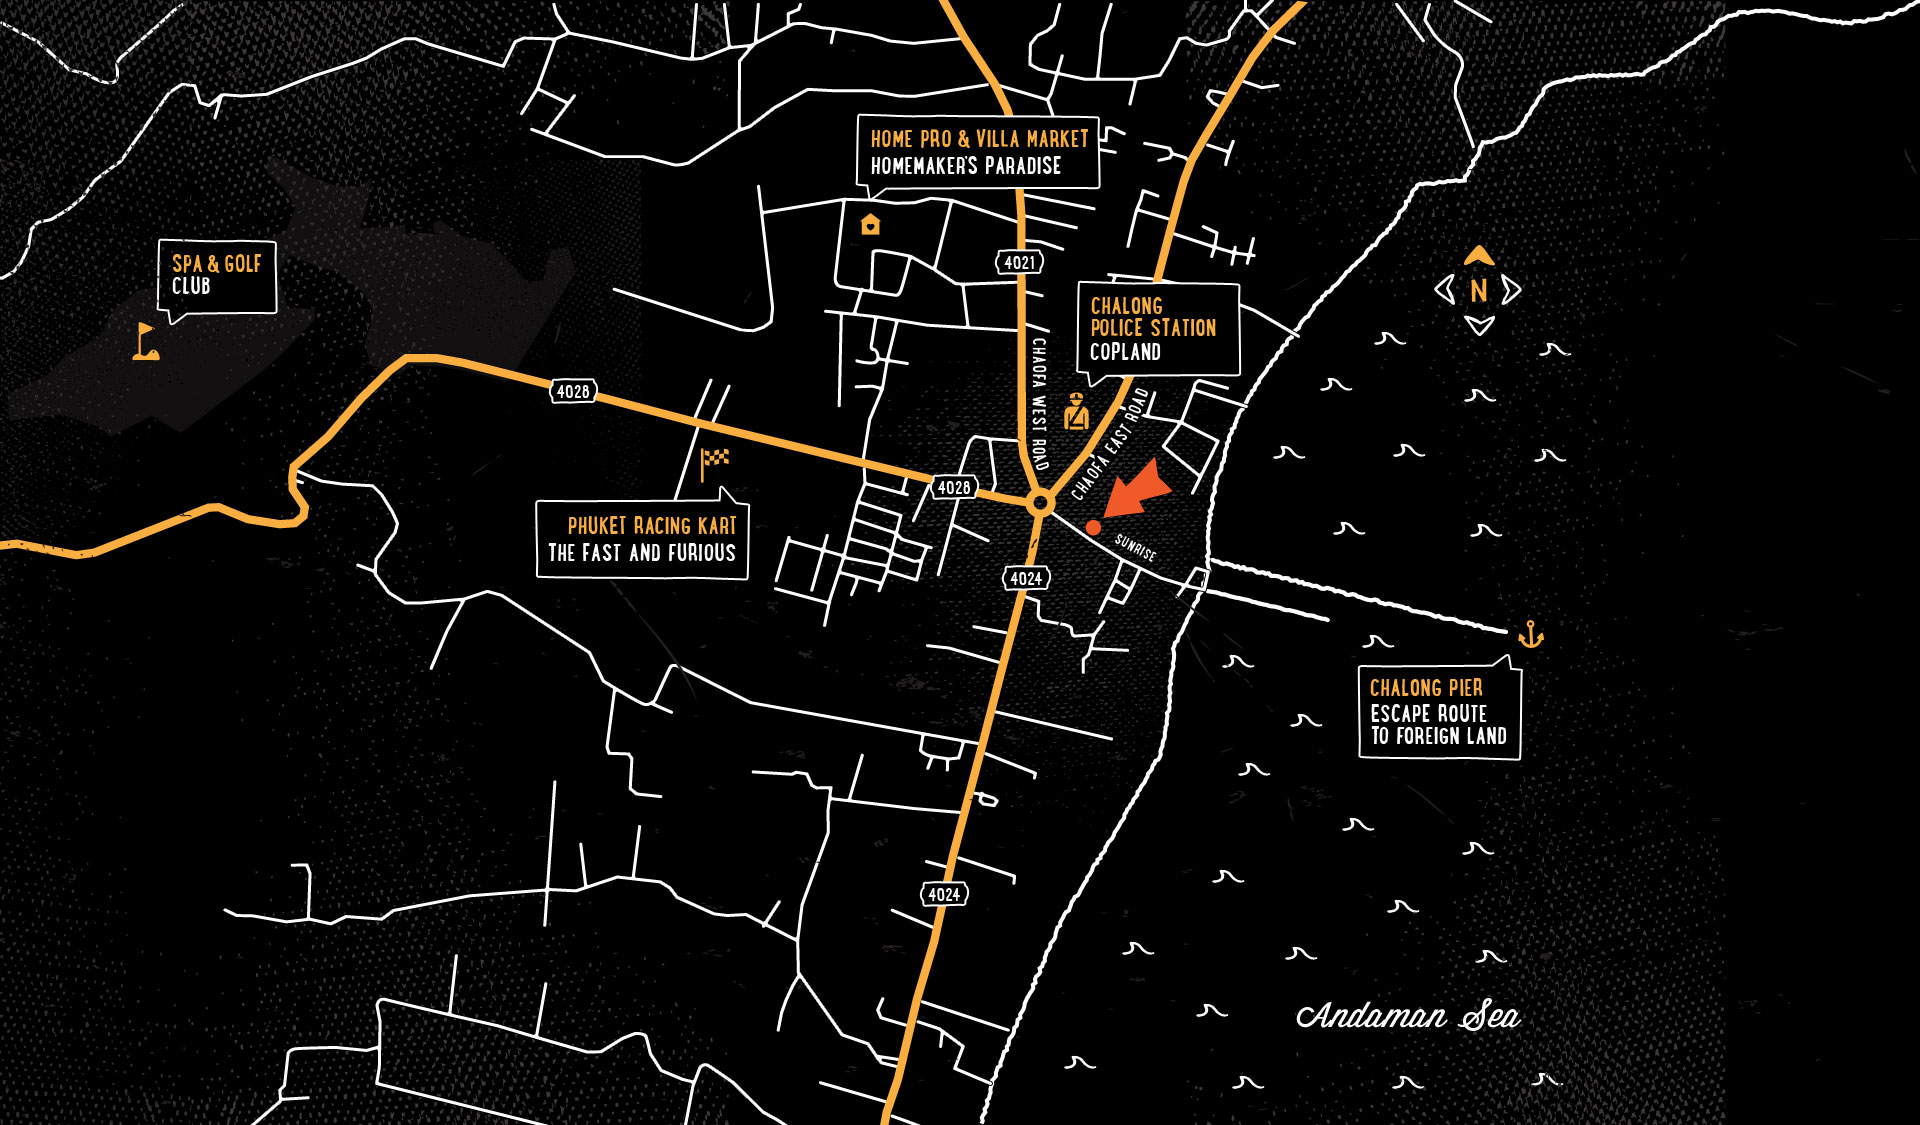 HOME PRO & VILLA MARKET
HOMEMAKER'S PARADISE
SPA & GOLF
CLUB
4021
N
CHALONG
POLICE STATION
COPLAND
4028
CHAOFA WEST ROAD
CHAOFA EAST ROAD
4028
PHUKET RACING KART
THE FAST AND FURIOUS
SUNRISE
4024
CHALONG PIER
ESCAPE ROUTE
TO FOREIGN LAND
4024
Andaman Sea